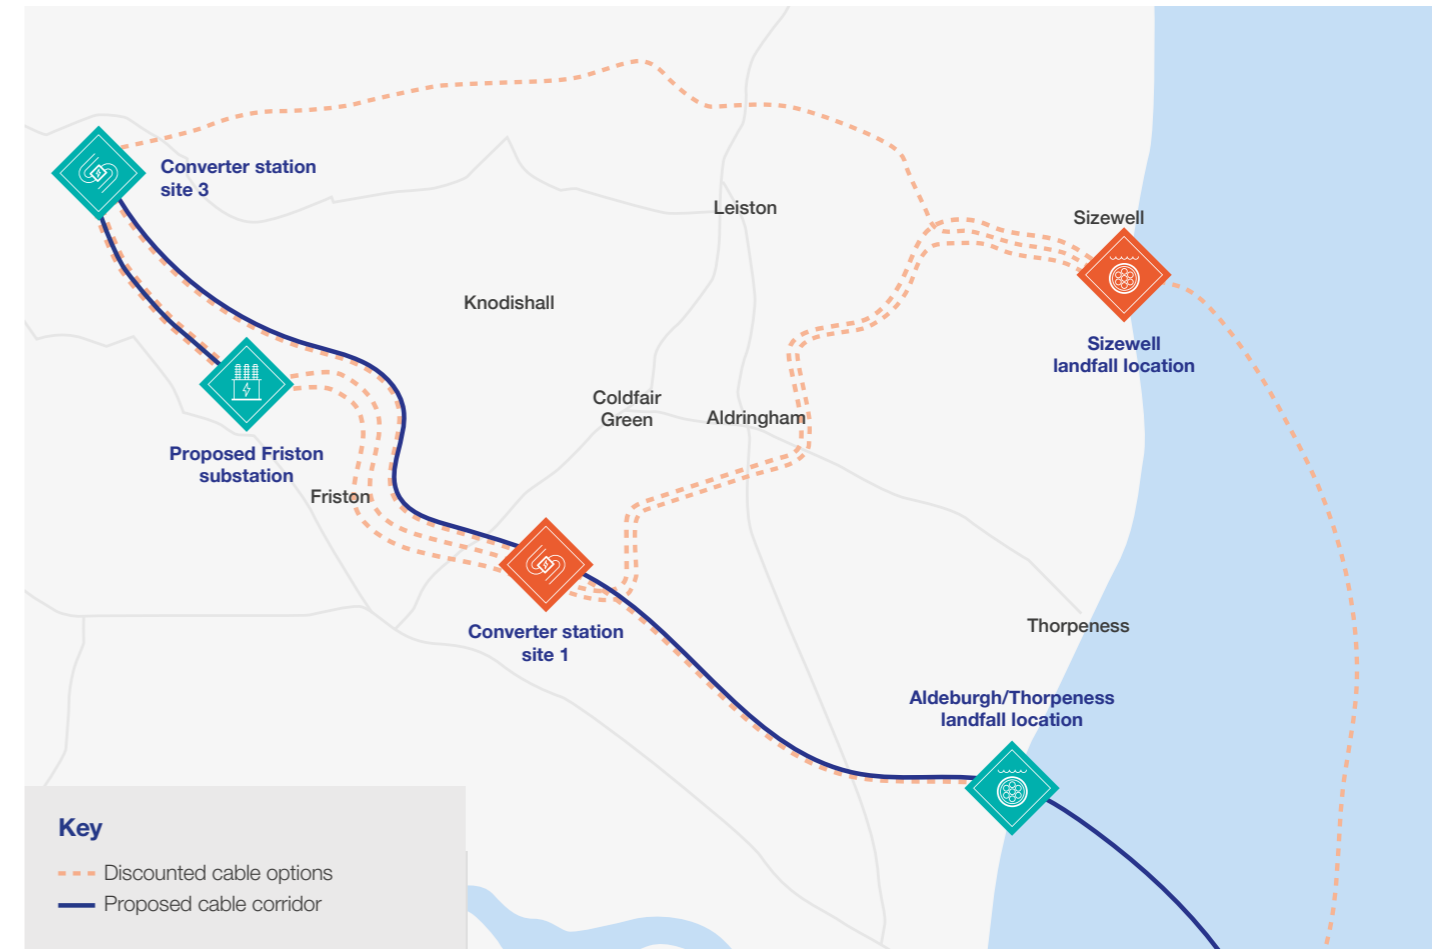 Converter station
site 3
Leiston
Sizewell
Knodishall
Sizewell
landfall location
Coldfair
Green
Aldringham
Proposed Friston
substation
Friston
Converter station
site 1
Thorpeness
Aldeburgh/Thorpeness
landfall location
Key
Discounted cable options
Proposed cable corridor